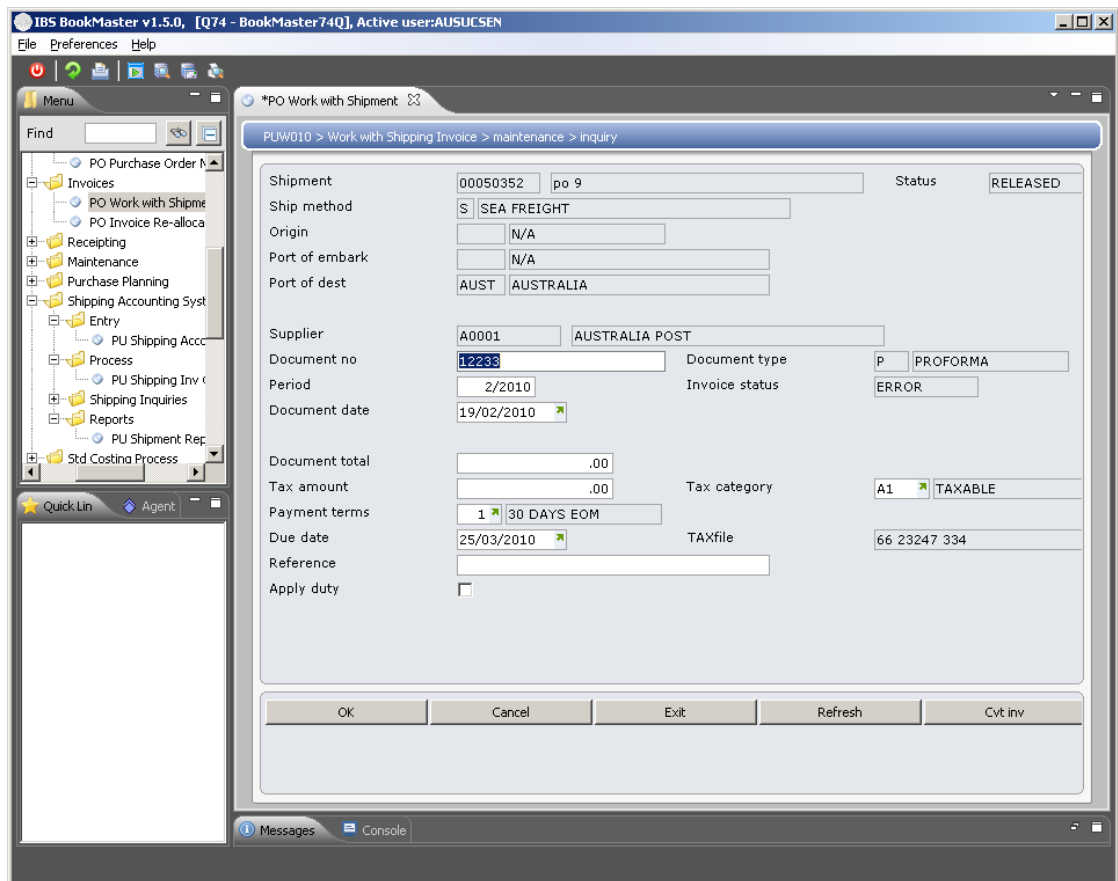 IBS BookMaster v1.5.0, [Q74 - BookMaster74Q], Active user:AUSUCSEN
File Preferences Help
Menu
Find
PO Purchase Order M
Invoices
PO Work with Shipme
PO Invoice Re-alloca
Receipting
Maintenance
Purchase Planning
Shipping Accounting Syst
Entry
PU Shipping Acc
Process
PU Shipping Inv
Shipping Inquiries
Reports
PU Shipment Rep
Std Costing Process
Quick Lin Agent
*PO Work with Shipment
PUW010 > Work with Shipping Invoice > maintenance > inquiry
Shipment 00050352 po 9 Status RELEASED
Ship method S SEA FREIGHT
Origin N/A
Port of embark N/A
Port of dest AUST AUSTRALIA
Supplier A0001 AUSTRALIA POST
Document no 12233 Document type P PROFORMA
Period 2/2010 Invoice status ERROR
Document date 19/02/2010
Document total .00
Tax amount .00 Tax category A1 TAXABLE
Payment terms 1 30 DAYS EOM
Due date 25/03/2010 TAXfile 66 23247 334
Reference
Apply duty
OK Cancel Exit Refresh Cvt inv
Messages Console